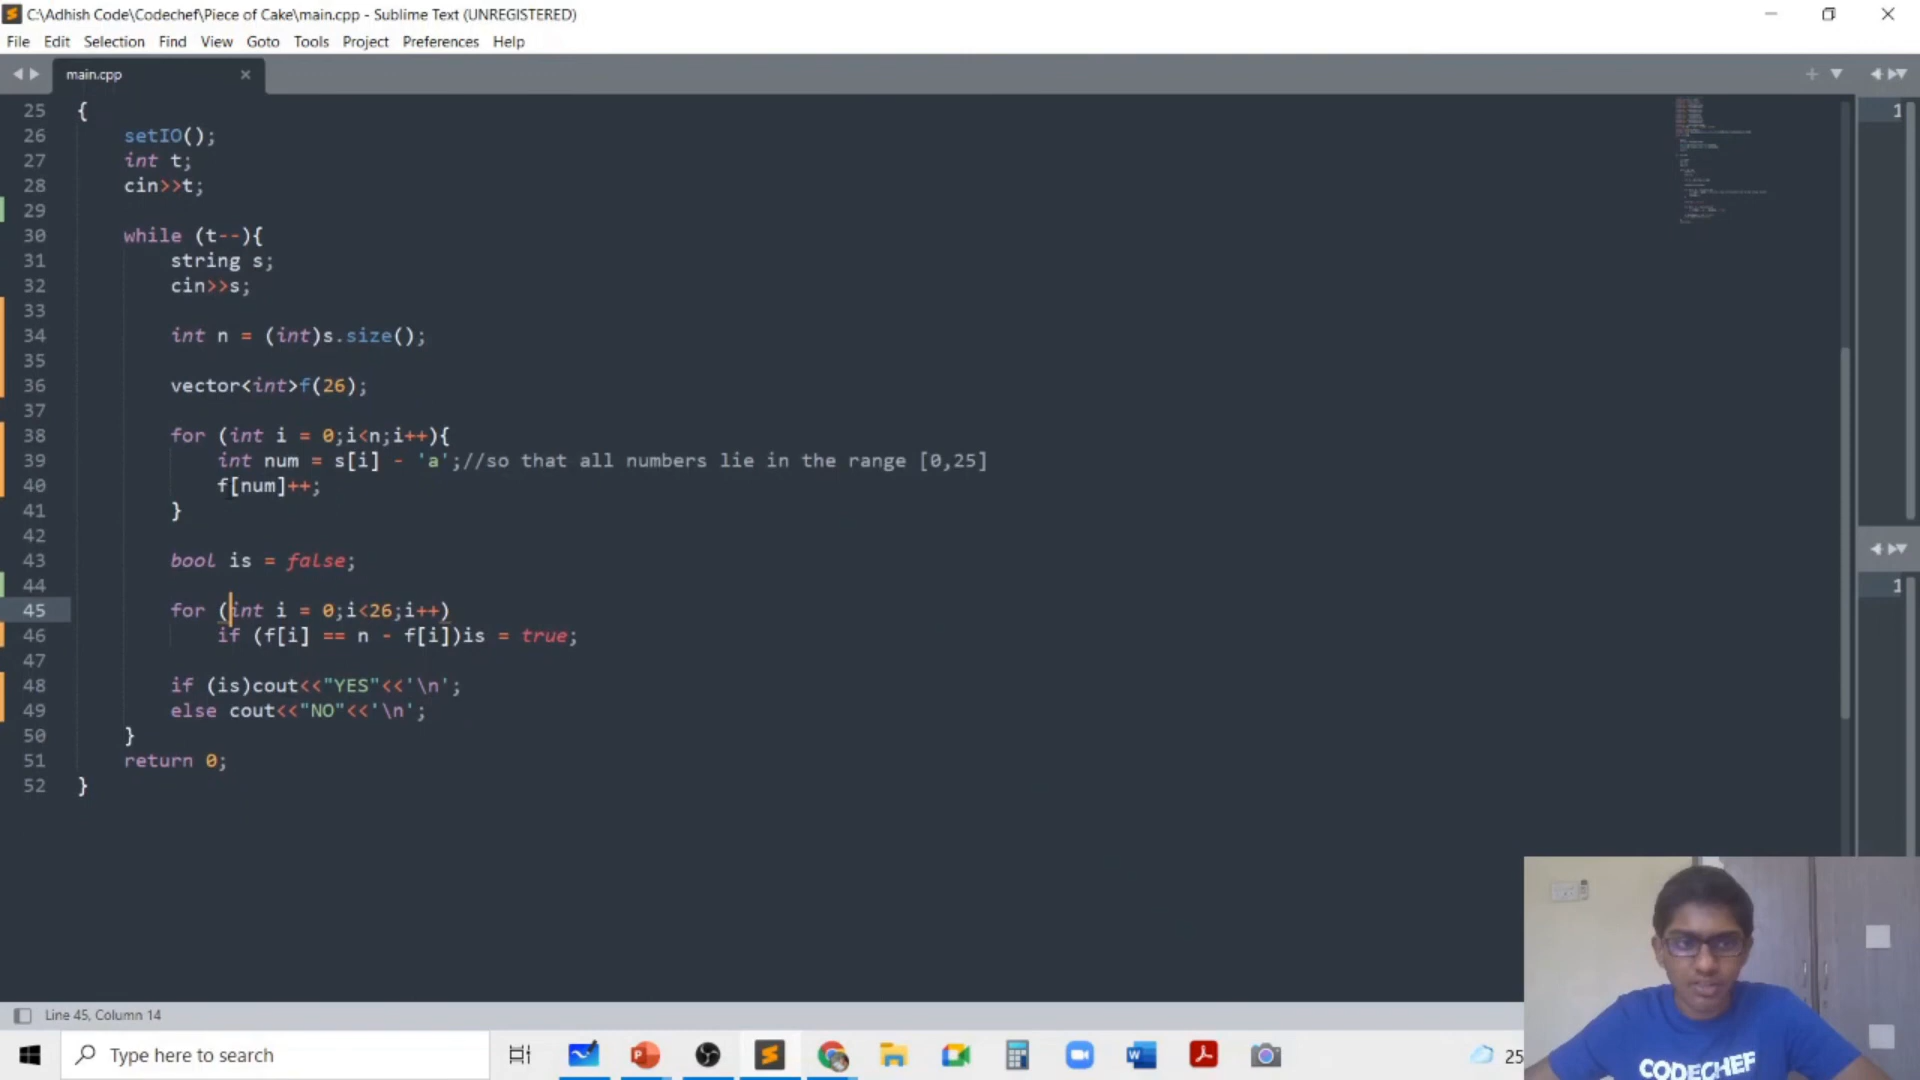 C:\Adhish Code\Codechef\Piece of Cake\main.cpp - Sublime Text (UNREGISTERED)
File Edit Selection Find View Goto Tools Project Preferences Help
main.cpp
25 {
26 setIO();
27 int t;
28 cin>>t;
29
30 while (t--){
31 string s;
32 cin>>s;
33
34 int n = (int)s.size();
35
36 vector<int>f(26);
37
38 for (int i = 0;i<n;i++){
39 int num = s[i] - 'a';//so that all numbers lie in the range [0,25]
40 f[num]++;
41 }
42
43 bool is = false;
44
45 for (int i = 0;i<26;i++)
46 if (f[i] == n - f[i])is = true;
47
48 if (is)cout<<"YES"<<'\n';
49 else cout<<"NO"<<'\n';
50 }
51 return 0;
52 }
1
1
CODECHEF
Line 45, Column 14
Type here to search
25